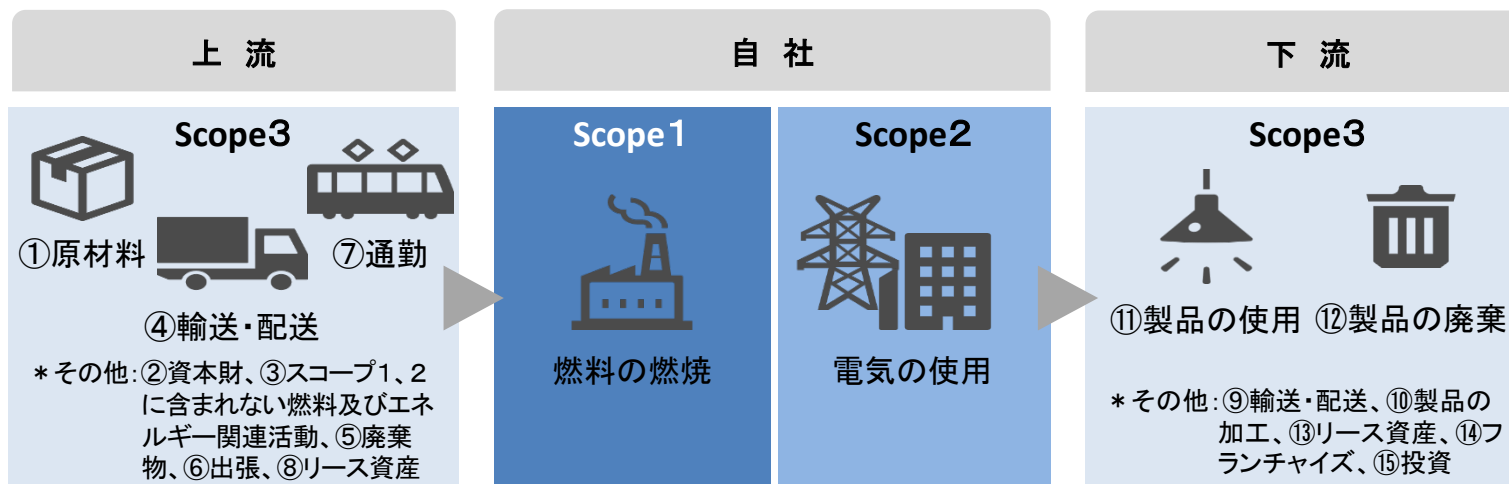 上 流
Scope3
①原材料
⑦通勤
④輸送・配送
*その他:②資本財、③スコープ1、2
に含まれない燃料及びエネ
ルギー関連活動、⑤廃棄
物、⑥出張、⑧リース資産
自 社
Scope1
燃料の燃焼
Scope2
電気の使用
下 流
Scope3
⑪製品の使用 ⑫製品の廃棄
*その他:⑨輸送・配送、⑩製品の
加工、⑬リース資産、⑭フ
ランチャイズ、⑮投資